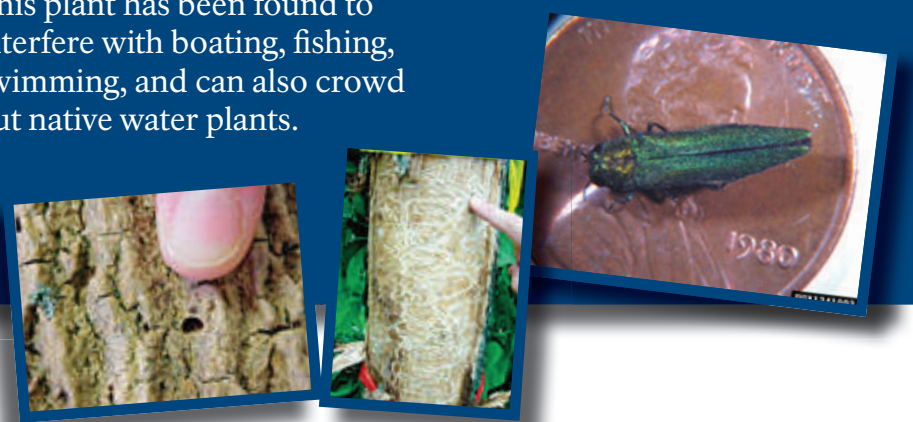 his plant has been found to
terfere with boating, fishing,
wimming, and can also crowd
ut native water plants.
1980